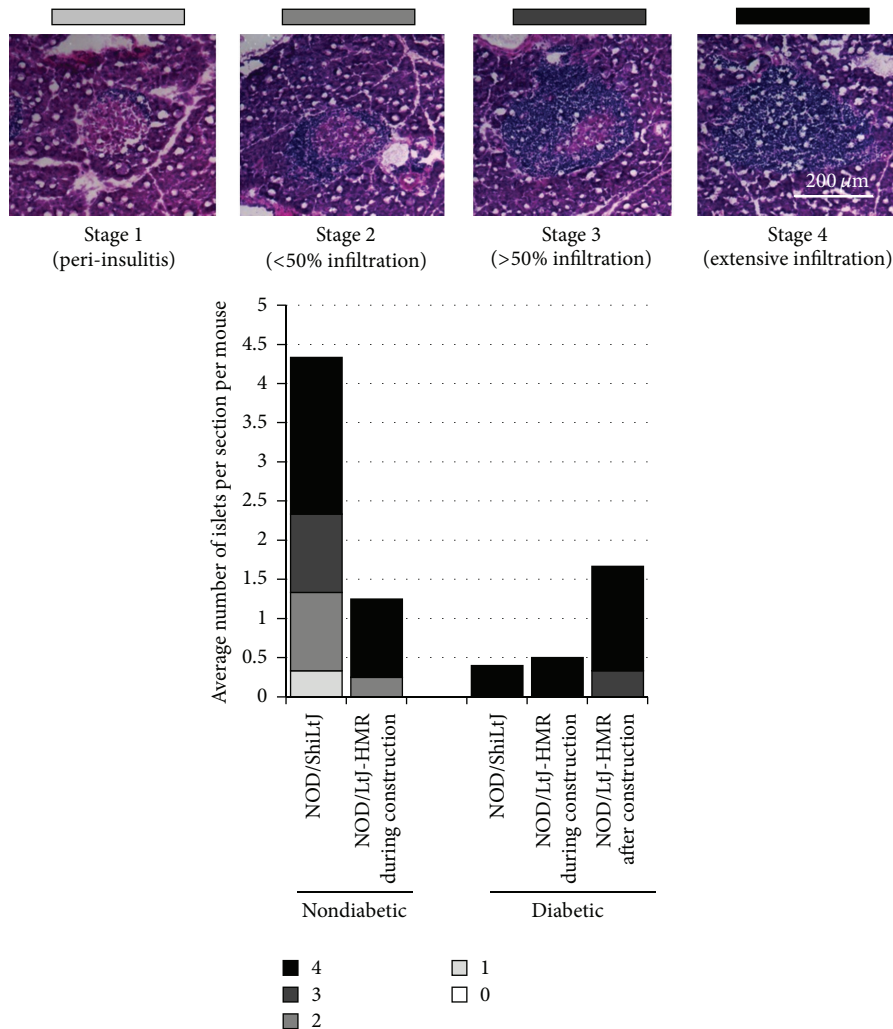 Stage 1
(peri-insulitis)
Stage 2
(<50% infiltration)
Stage 3
(>50% infiltration)
200 μm
Stage 4
(extensive infiltration)
Average number of islets per section per mouse
5
4.5
4
3.5
3
2.5
2
1.5
1
0.5
0
NOD/ShiLtJ
NOD/LtJ-HMR
during construction
NOD/ShiLtJ
NOD/LtJ-HMR
during construction
NOD/LtJ-HMR
after construction
Nondiabetic
Diabetic
4
3
2
1
0